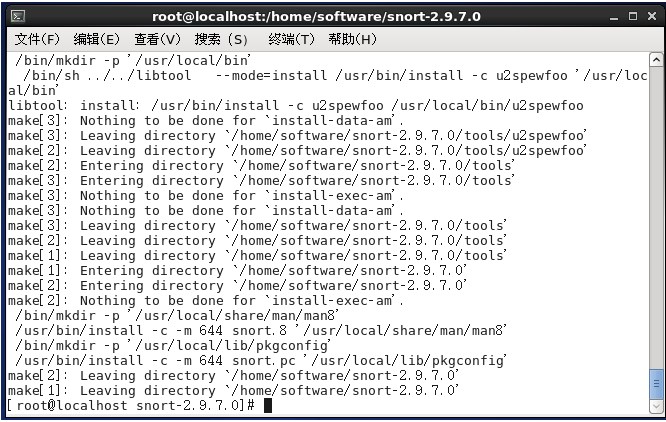 root@localhost:/home/software/snort-2.9.7.0
文件(F) 编辑(E) 查看(V) 搜索 (S) 终端(T) 帮助(H)
/bin/mkdir -p '/usr/local/bin'
/bin/sh ../../libtool --mode=install /usr/bin/install -c u2spewfoo '/usr/loc
al/bin'
libtool: install: /usr/bin/install -c u2spewfoo /usr/local/bin/u2spewfoo
make[3]: Nothing to be done for `install-data-am'.
make[3]: Leaving directory `/home/software/snort-2.9.7.0/tools/u2spewfoo'
make[2]: Leaving directory `/home/software/snort-2.9.7.0/tools/u2spewfoo'
make[2]: Entering directory `/home/software/snort-2.9.7.0/tools'
make[3]: Entering directory `/home/software/snort-2.9.7.0/tools'
make[3]: Nothing to be done for `install-exec-am'.
make[3]: Nothing to be done for `install-data-am'.
make[3]: Leaving directory `/home/software/snort-2.9.7.0/tools'
make[2]: Leaving directory `/home/software/snort-2.9.7.0/tools'
make[1]: Leaving directory `/home/software/snort-2.9.7.0/tools'
make[1]: Entering directory `/home/software/snort-2.9.7.0'
make[2]: Entering directory `/home/software/snort-2.9.7.0'
make[2]: Nothing to be done for `install-exec-am'.
/bin/mkdir -p '/usr/local/share/man/man8'
/usr/bin/install -c -m 644 snort.8 '/usr/local/share/man/man8'
/bin/mkdir -p '/usr/local/lib/pkgconfig'
/usr/bin/install -c -m 644 snort.pc '/usr/local/lib/pkgconfig'
make[2]: Leaving directory `/home/software/snort-2.9.7.0'
make[1]: Leaving directory `/home/software/snort-2.9.7.0'
[root@localhost snort-2.9.7.0]#